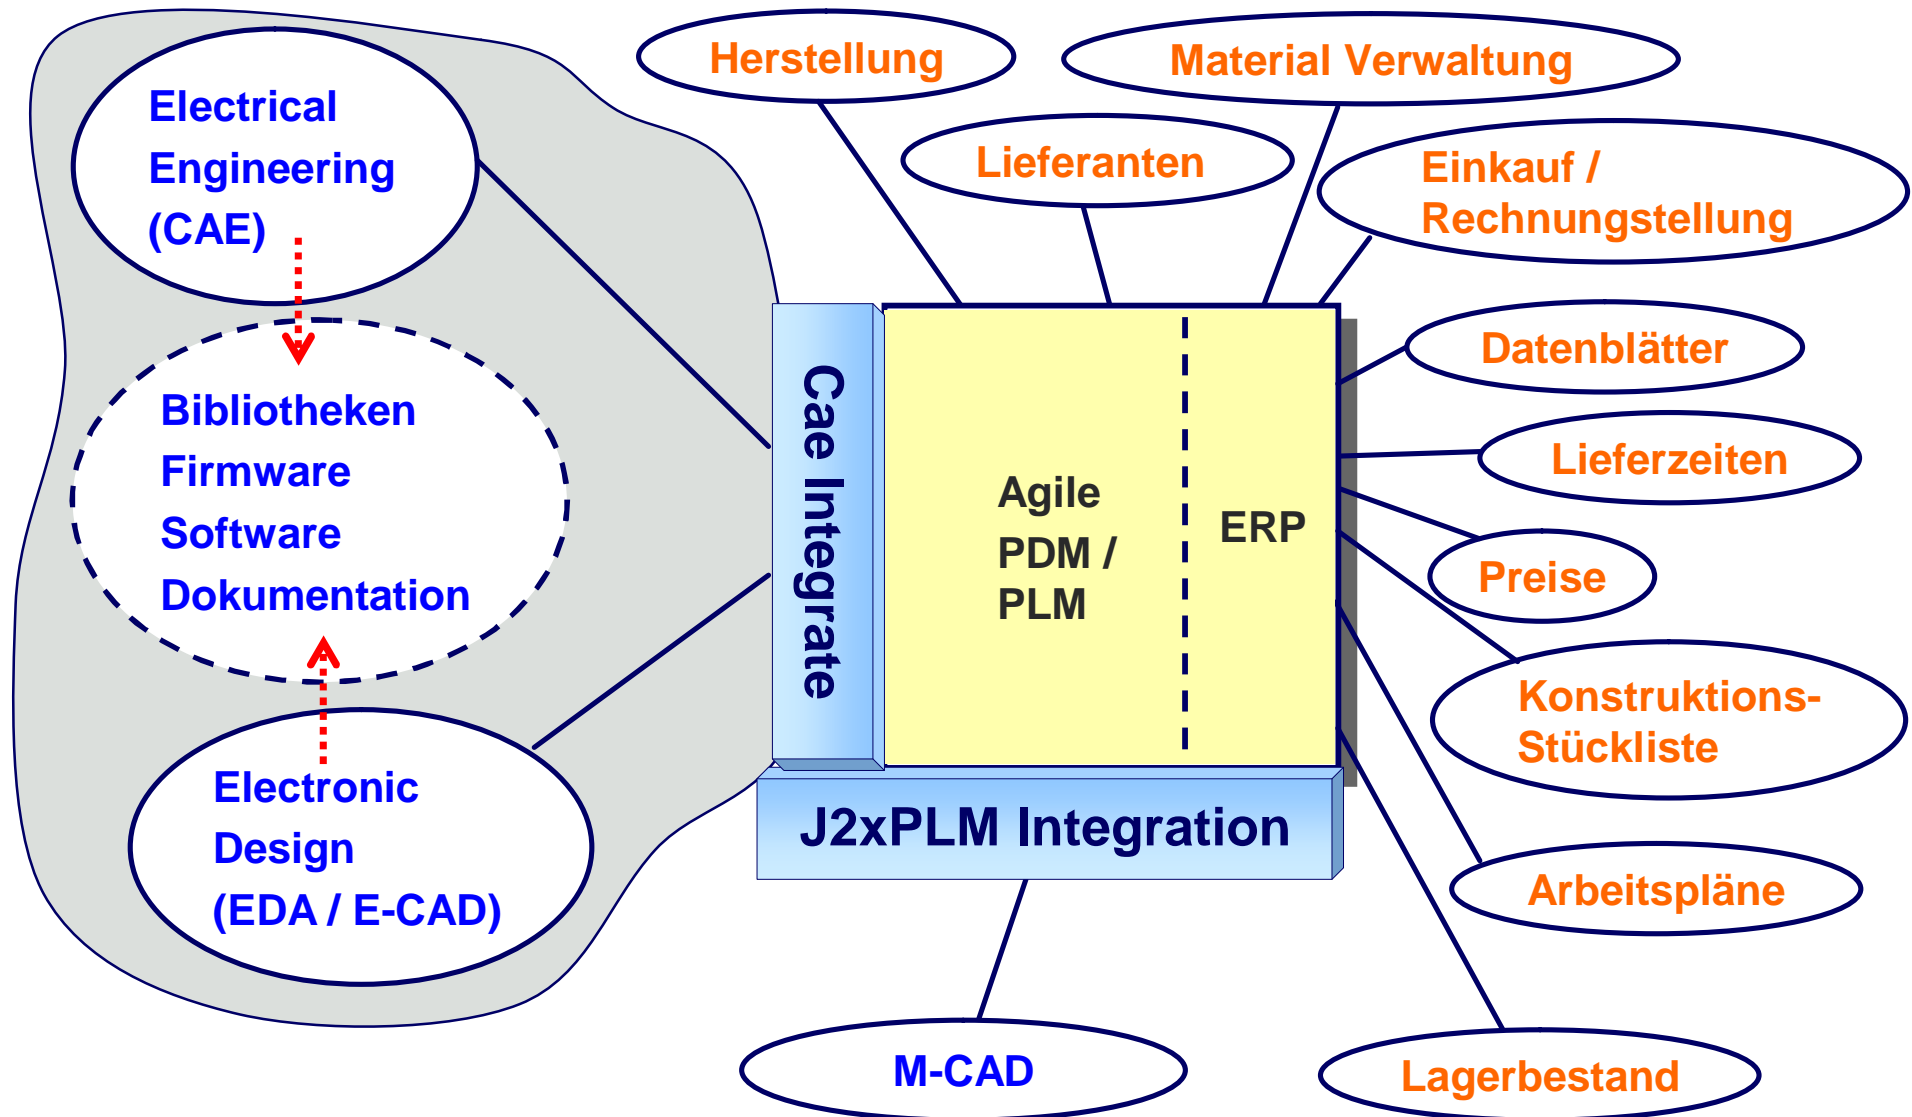 Electrical
Engineering
(CAE)
Bibliotheken
Firmware
Software
Dokumentation
Electronic
Design
(EDA / E-CAD)
Cae Integrate
Agile
PDM /
PLM
ERP
J2xPLM Integration
M-CAD
Herstellung
Material Verwaltung
Lieferanten
Einkauf /
Rechnungstellung
Datenblätter
Lieferzeiten
Preise
Konstruktions-
Stückliste
Arbeitspläne
Lagerbestand